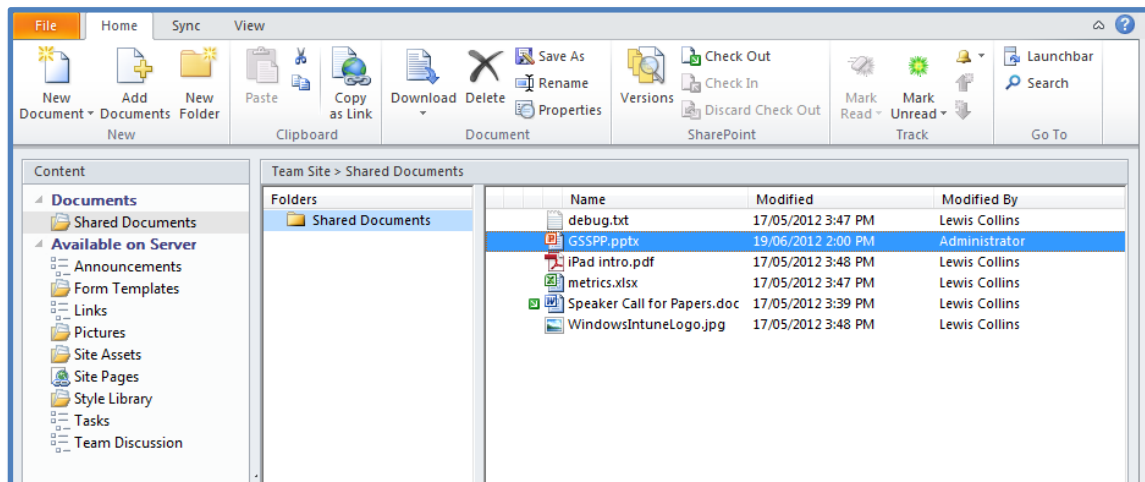 File Home Sync View
New Document
Add Documents
New Folder
New
Paste
Copy as Link
Clipboard
Download
Delete
Save As
Rename
Properties
Document
Versions
Check Out
Check In
Discard Check Out
SharePoint
Mark Read
Mark Unread
Track
Launchbar
Search
Go To
Content
Documents
Shared Documents
Available on Server
Announcements
Form Templates
Links
Pictures
Site Assets
Site Pages
Style Library
Tasks
Team Discussion
Team Site > Shared Documents
Folders
Shared Documents
Name Modified Modified By
debug.txt 17/05/2012 3:47 PM Lewis Collins
GSSPP.pptx 19/06/2012 2:00 PM Administrator
iPad intro.pdf 17/05/2012 3:48 PM Lewis Collins
metrics.xlsx 17/05/2012 3:47 PM Lewis Collins
Speaker Call for Papers.doc 17/05/2012 3:39 PM Lewis Collins
WindowsIntuneLogo.jpg 17/05/2012 3:48 PM Lewis Collins